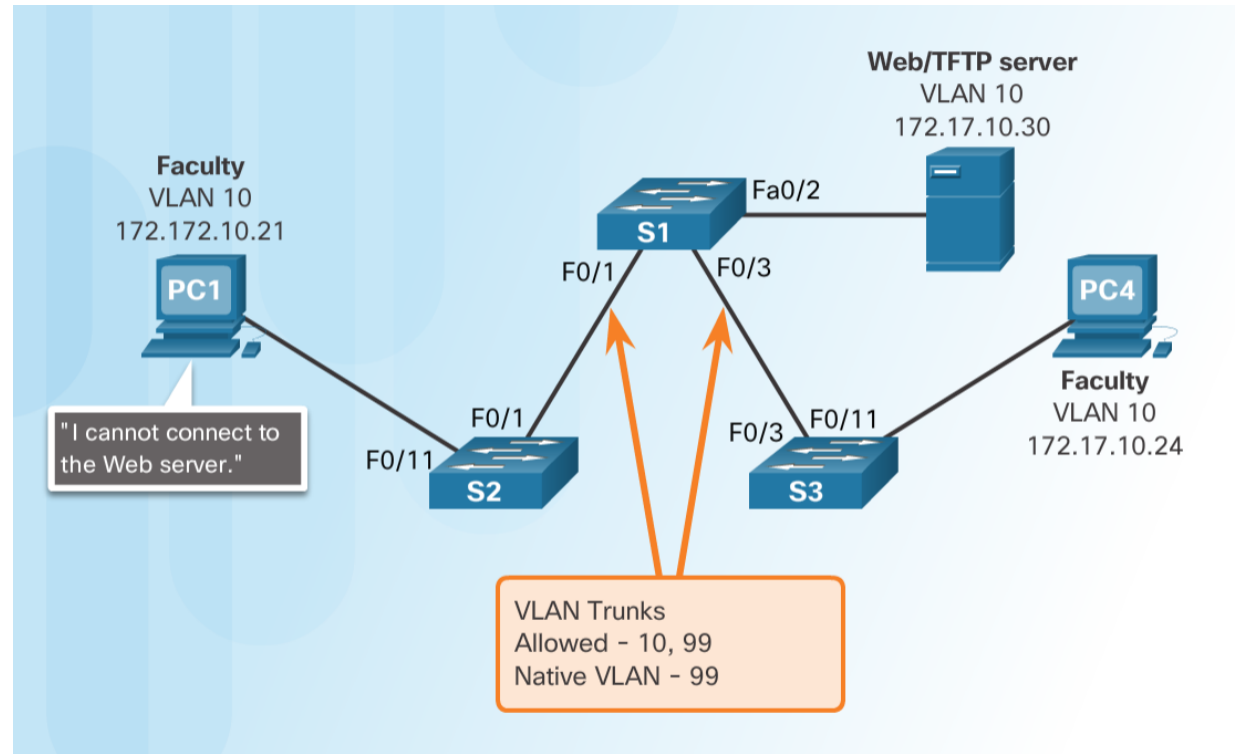 Web/TFTP server
VLAN 10
172.17.10.30
Faculty
VLAN 10
172.172.10.21
PC1
"I cannot connect to
the Web server."
S1
Fa0/2
F0/1
F0/3
PC4
Faculty
VLAN 10
172.17.10.24
F0/1
F0/11
S2
F0/3
F0/11
S3
VLAN Trunks
Allowed - 10, 99
Native VLAN - 99